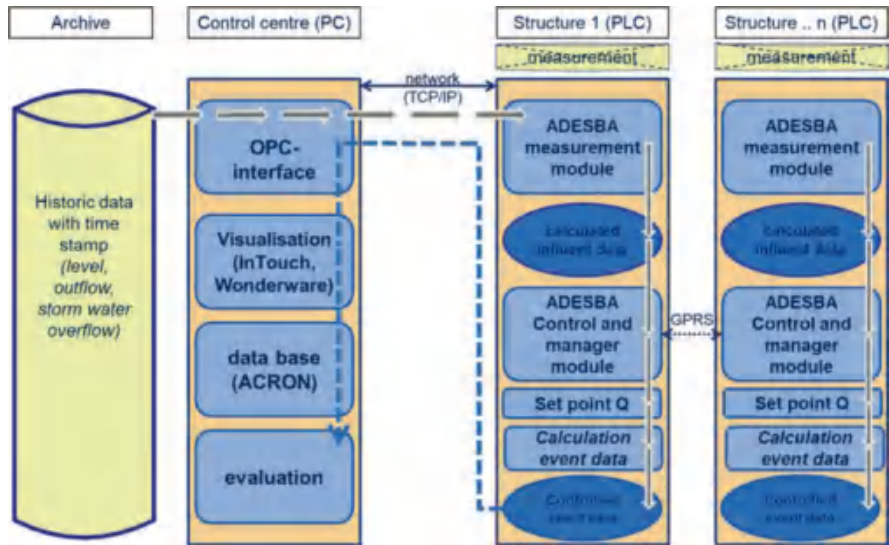 Archive
Control centre (PC)
Structure 1 (PLC)
Structure .. n (PLC)
measurement
measurement
network
(TCP/IP)
Historic data
with time
stamp
(level,
outflow,
storm water
overflow)
OPC-
interface
Visualisation
(InTouch,
Wonderware)
data base
(ACRON)
evaluation
ADESBA
measurement
module
calculated
influent data
ADESBA
Control and
manager
module
Set point Q
Calculation
event data
Controlled
event data
GPRS
ADESBA
measurement
module
calculated
influent data
ADESBA
Control and
manager
module
Set point Q
Calculation
event data
Controlled
event data